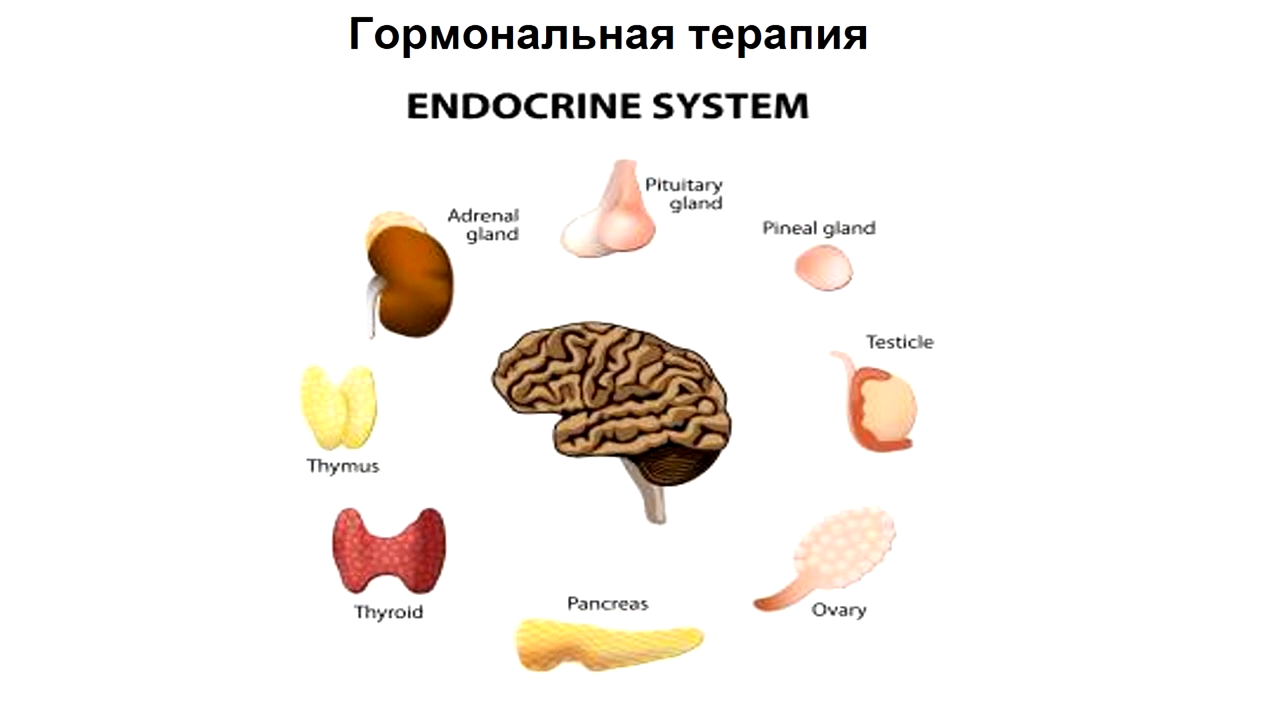 Гормональная терапия
ENDOCRINE SYSTEM
Pituitary
gland
Adrenal
gland
Pineal gland
Testicle
Thymus
Thyroid
Pancreas
Ovary